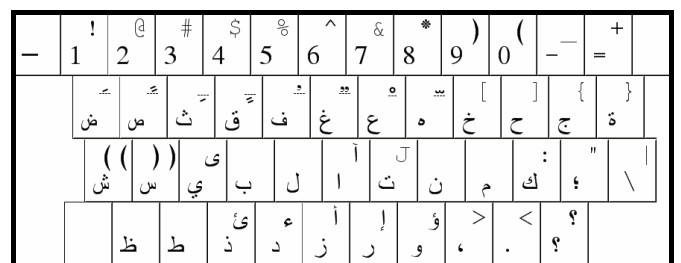 ! @ # $ % ^ & * ) ( _ +
– 1 2 3 4 5 6 7 8 9 0 - =
[ ] { }
ض ص ث ق ف غ ع ه خ ح ج ة
( ( ) ) ى آ : " |
ش س ي ب ل ا ت ن م ك ؛ \
ئ ء أ إ ؤ > < ؟
ظ ط ذ د ز ر و ، . ؟